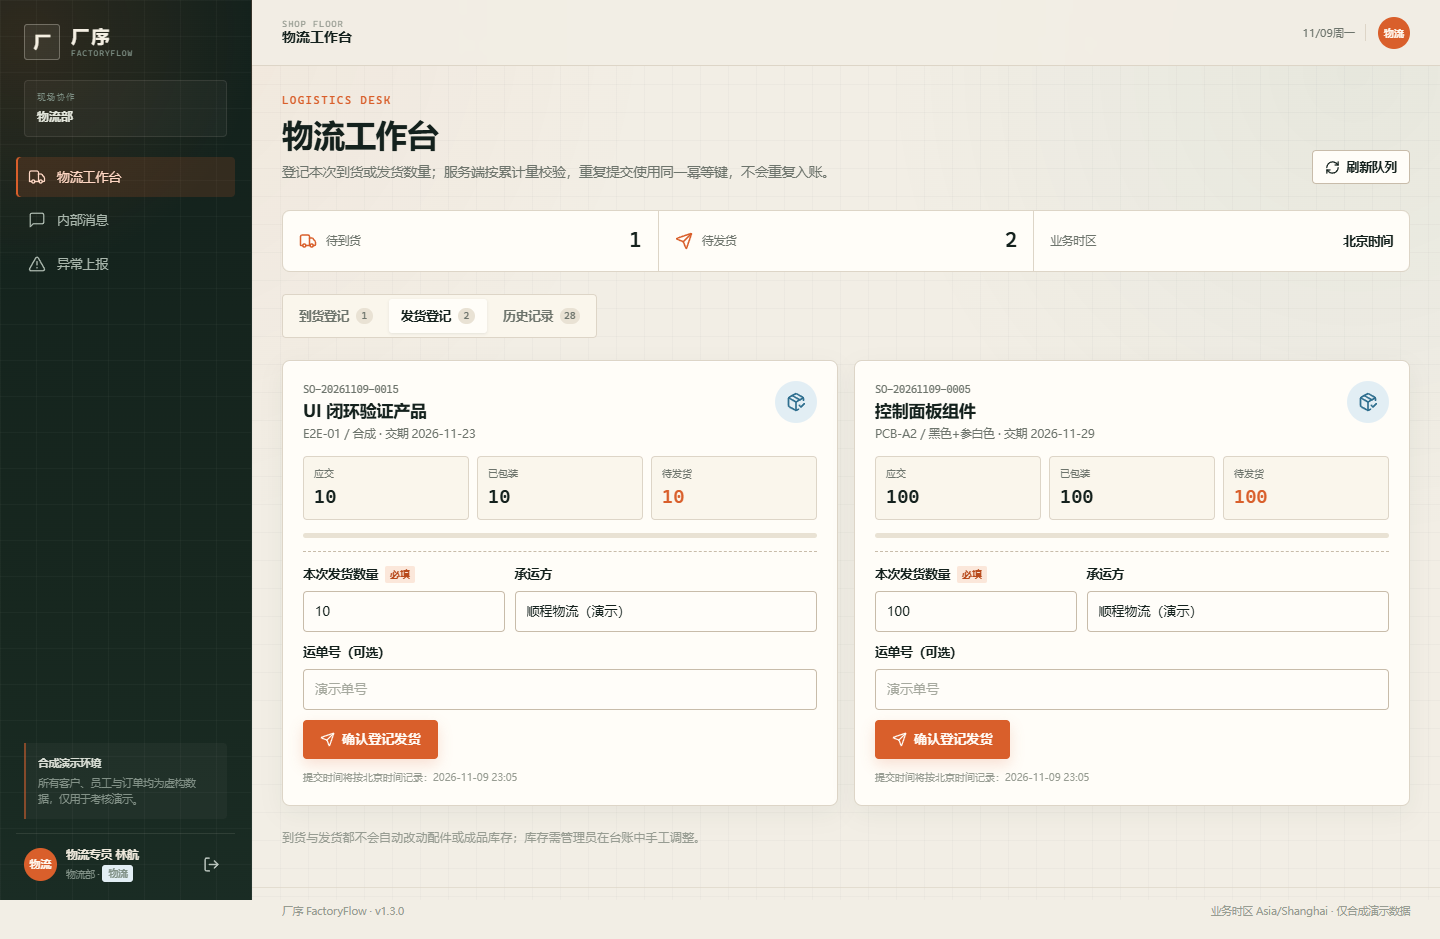 厂 厂序
FACTORYFLOW
现场协作
物流部
物流工作台
内部消息
异常上报
合成演示环境
所有客户、员工与订单均为虚构数
据，仅用于考核演示。
物流 物流专员 林航
物流部 · 物流
SHOP FLOOR
物流工作台
11/09周一 物流
LOGISTICS DESK
物流工作台
登记本次到货或发货数量；服务端按累计量校验，重复提交使用同一幂等键，不会重复入账。
刷新队列
待到货 1
待发货 2
业务时区 北京时间
到货登记 1 发货登记 2 历史记录 28
SO-20261109-0015
UI 闭环验证产品
E2E-01 / 合成 · 交期 2026-11-23
应交 已包装 待发货
10 10 10
本次发货数量 必填 承运方
10 顺程物流（演示）
运单号（可选）
演示单号
确认登记发货
提交时间将按北京时间记录：2026-11-09 23:05
SO-20261109-0005
控制面板组件
PCB-A2 / 黑色+参白色 · 交期 2026-11-29
应交 已包装 待发货
100 100 100
本次发货数量 必填 承运方
100 顺程物流（演示）
运单号（可选）
演示单号
确认登记发货
提交时间将按北京时间记录：2026-11-09 23:05
到货与发货都不会自动改动配件或成品库存；库存需管理员在台账中手工调整。
厂序 FactoryFlow · v1.3.0
业务时区 Asia/Shanghai · 仅合成演示数据